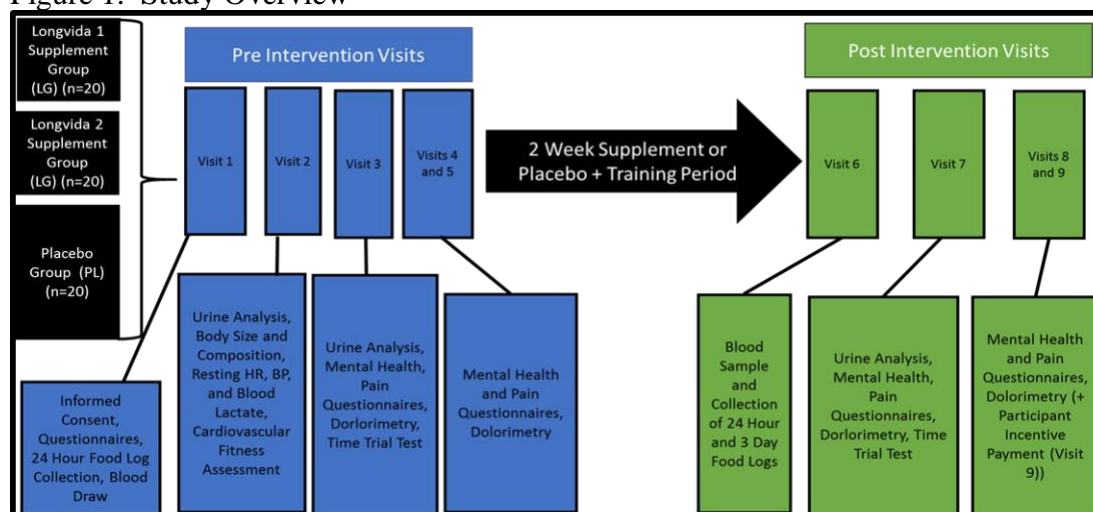 Figure 1. Study Overview
Longvida 1
Supplement
Group
(LG) (n=20)
Longvida 2
Supplement
Group
(LG) (n=20)
Placebo
Group (PL)
(n=20)
Pre Intervention Visits
Visit 1
Visit 2
Visit 3
Visits 4
and 5
2 Week Supplement or
Placebo + Training Period
Post Intervention Visits
Visit 6
Visit 7
Visits 8
and 9
Informed
Consent,
Questionnaires,
24 Hour Food Log
Collection, Blood
Draw
Urine Analysis,
Body Size and
Composition,
Resting HR, BP,
and Blood
Lactate,
Cardiovascular
Fitness
Assessment
Urine Analysis,
Mental Health,
Pain
Questionnaires,
Dorlorimetry,
Time Trial Test
Mental Health
and Pain
Questionnaires,
Dolorimetry
Blood
Sample
and
Collection
of 24 Hour
and 3 Day
Food Logs
Urine Analysis,
Mental Health,
Pain
Questionnaires,
Dorlorimetry, Time
Trial Test
Mental Health
and Pain
Questionnaires,
Dolorimetry (+
Participant
Incentive
Payment (Visit
9))